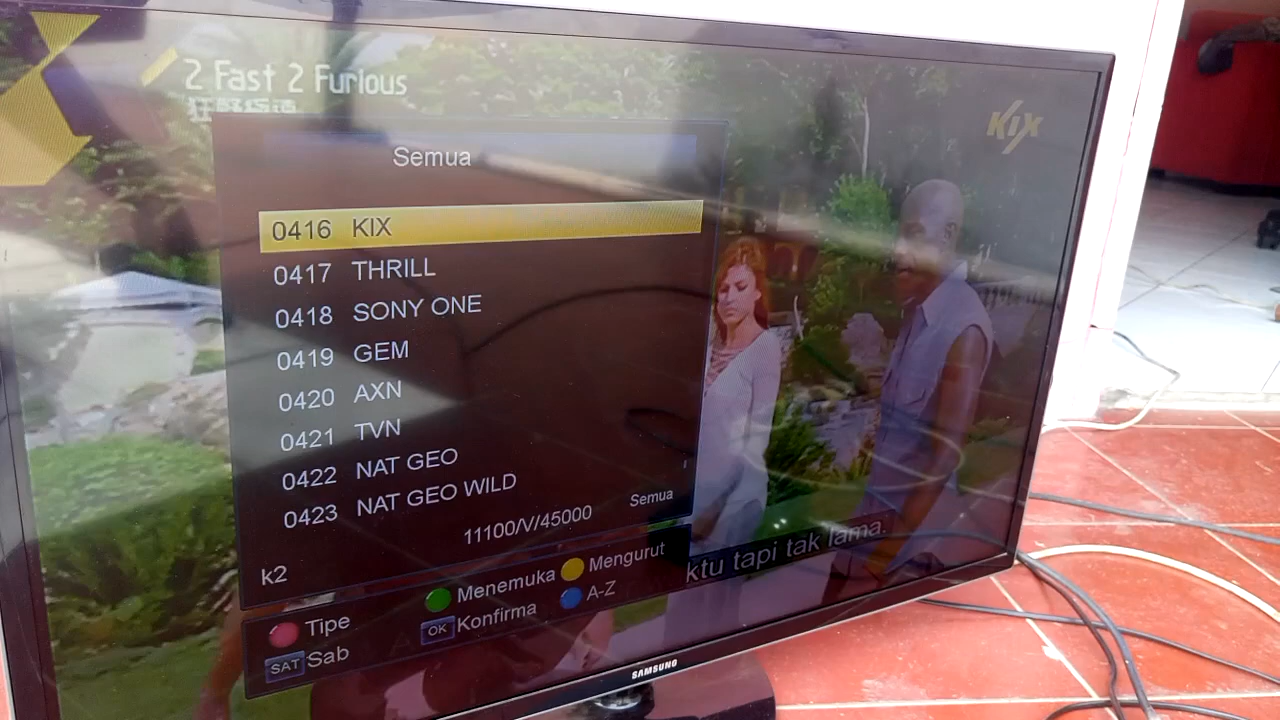 2 Fast 2 Furious
KIX
Semua
0416 KIX
0417 THRILL
0418 SONY ONE
0419 GEM
0420 AXN
0421 TVN
0422 NAT GEO
0423 NAT GEO WILD
Semua
11100/V/45000
k2
ktu tapi tak lama.
Tipe
Menemuka
Mengurut
SAT Sab
OK Konfirma
A-Z
SAMSUNG